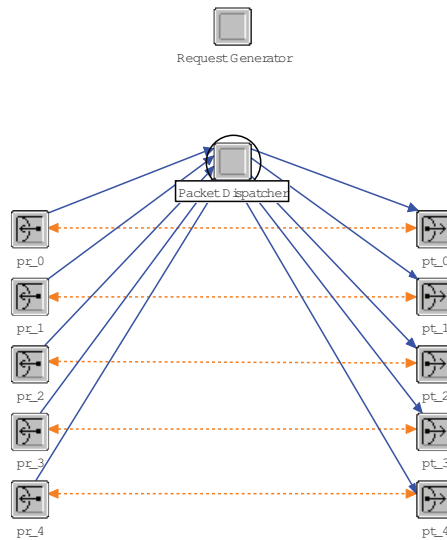 Request Generator
Packet Dispatcher
pr_0
pt_0
pr_1
pt_1
pr_2
pt_2
pr_3
pt_3
pr_4
pt_4